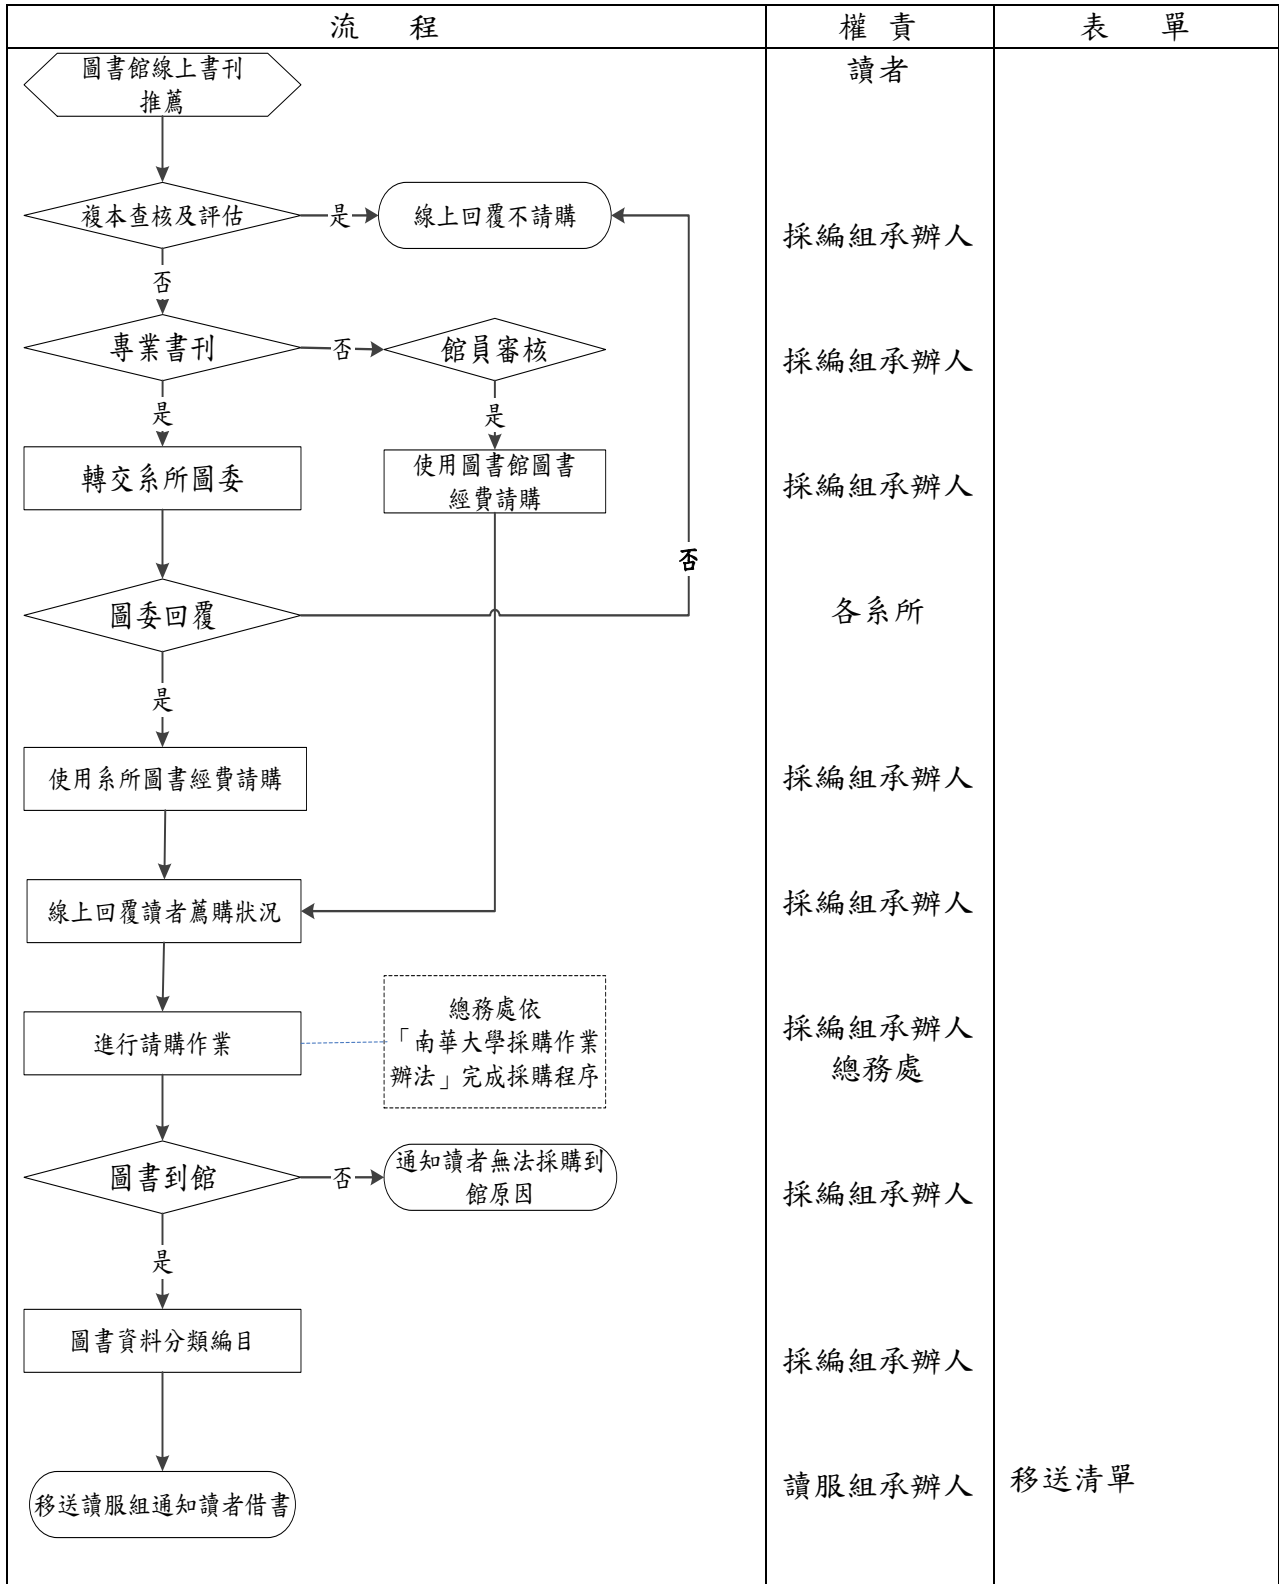 流 程
權 責
表 單
圖書館線上書刊
推薦
讀者
複本查核及評估
是
線上回覆不請購
採編組承辦人
否
專業書刊
否
館員審核
採編組承辦人
是
是
轉交系所圖委
使用圖書館圖書
經費請購
採編組承辦人
否
圖委回覆
各系所
是
使用系所圖書經費請購
採編組承辦人
線上回覆讀者薦購狀況
採編組承辦人
進行請購作業
總務處依
「南華大學採購作業
辦法」完成採購程序
採編組承辦人
總務處
圖書到館
否
通知讀者無法採購到
館原因
採編組承辦人
是
圖書資料分類編目
採編組承辦人
移送讀服組通知讀者借書
讀服組承辦人
移送清單